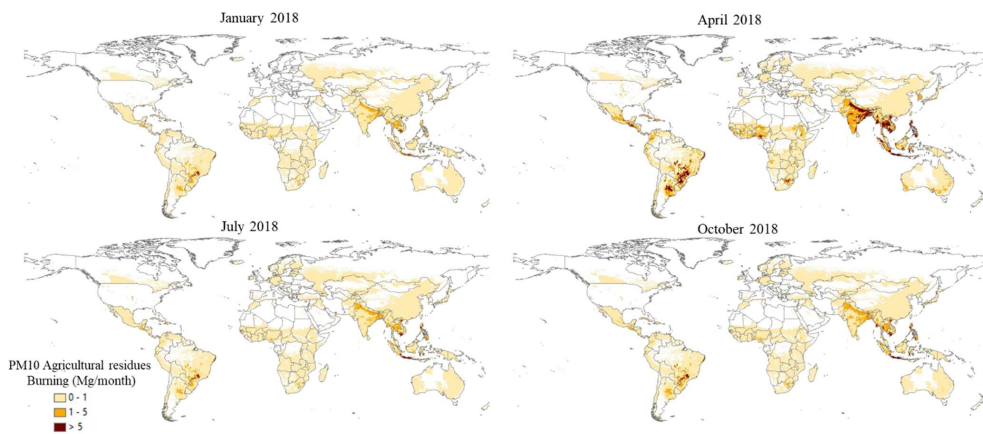 January 2018
April 2018
July 2018
October 2018
PM10 Agricultural residues
Burning (Mg/month)
0 - 1
1 - 5
> 5